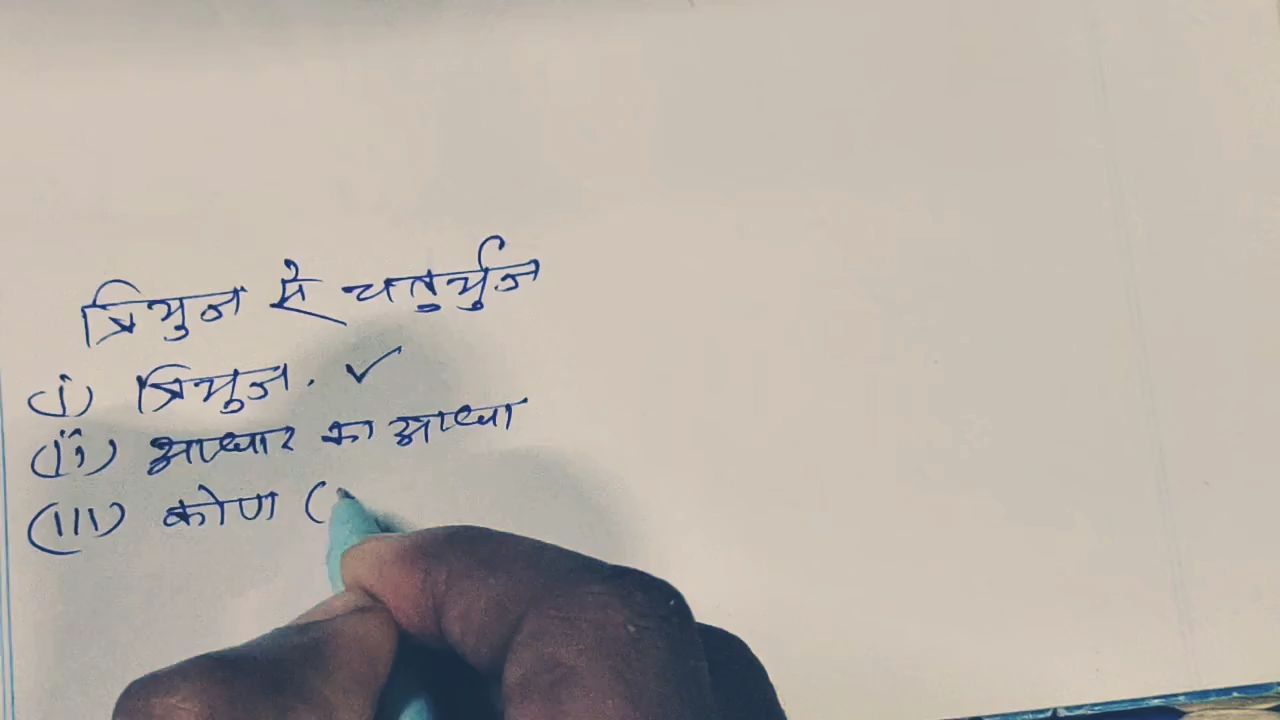 त्रिभुज से चतुर्भुज
(i) त्रिभुज. ✓
(ii) आधार का आधा
(III) कोण (